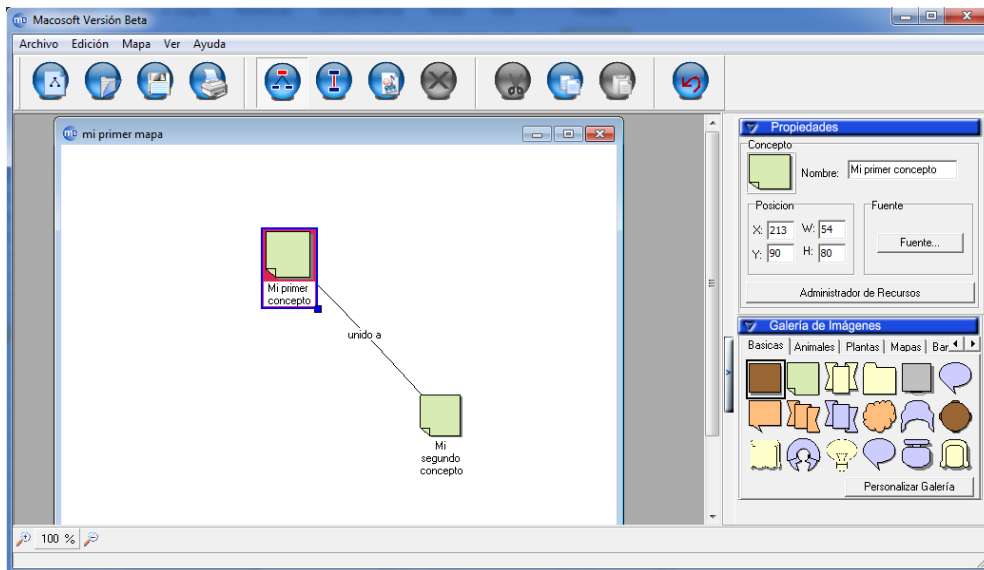 Macosoft Versión Beta
Archivo Edición Mapa Ver Ayuda
mi primer mapa
Mi primer
concepto
unido a
Mi
segundo
concepto
Propiedades
Concepto
Nombre: Mi primer concepto
Posicion
X: 213 W: 54
Y: 90 H: 80
Fuente
Fuente...
Administrador de Recursos
Galería de Imágenes
Basicas Animales Plantas Mapas Bar
Personalizar Galería
100 %